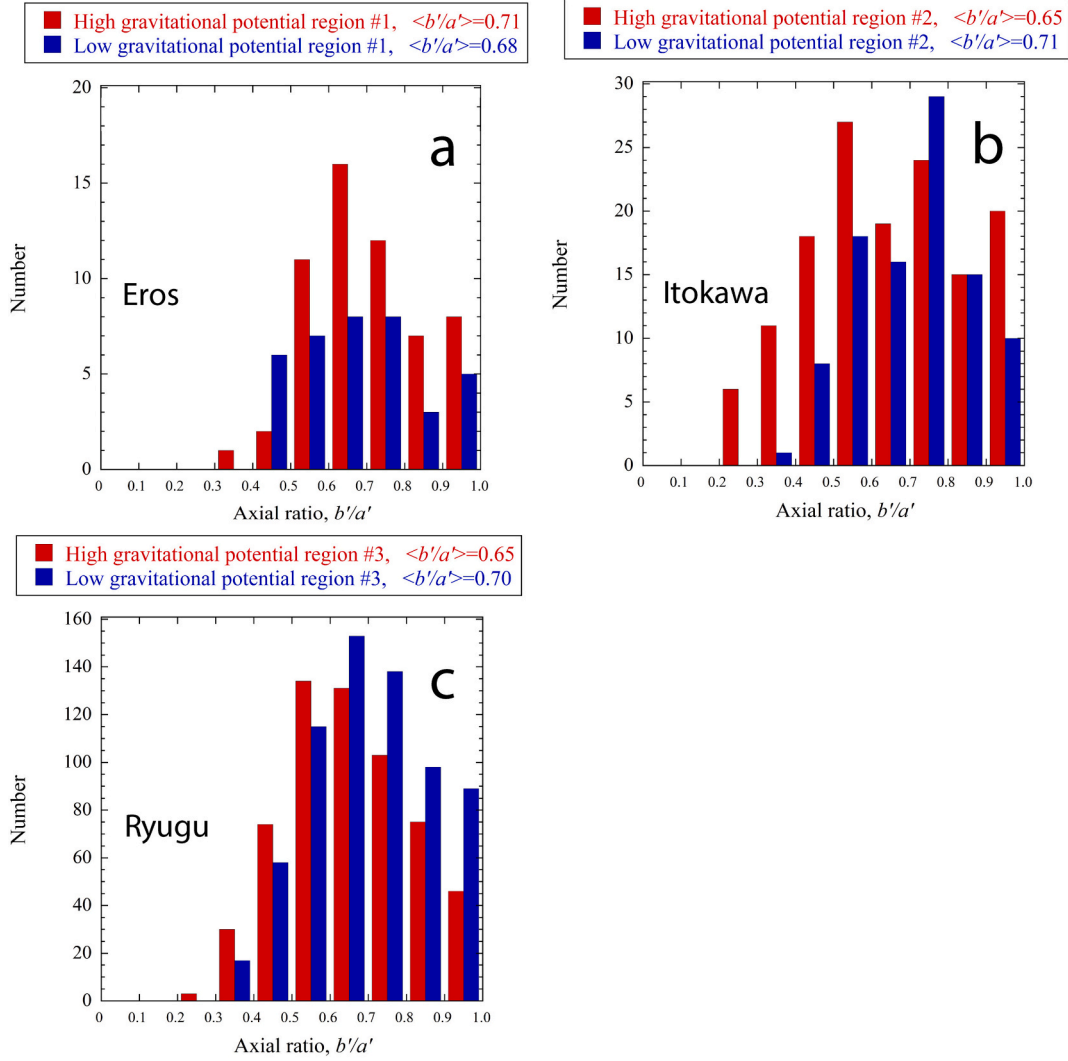 High gravitational potential region #1, <b'/a'>=0.71
Low gravitational potential region #1, <b'/a'>=0.68
20
15
10
5
0
Number
a
Eros
0 0.1 0.2 0.3 0.4 0.5 0.6 0.7 0.8 0.9 1.0
Axial ratio, b'/a'
High gravitational potential region #2, <b'/a'>=0.65
Low gravitational potential region #2, <b'/a'>=0.71
30
25
20
15
10
5
0
Number
b
Itokawa
0 0.1 0.2 0.3 0.4 0.5 0.6 0.7 0.8 0.9 1.0
Axial ratio, b'/a'
High gravitational potential region #3, <b'/a'>=0.65
Low gravitational potential region #3, <b'/a'>=0.70
160
140
120
100
80
60
40
20
0
Number
c
Ryugu
0 0.1 0.2 0.3 0.4 0.5 0.6 0.7 0.8 0.9 1.0
Axial ratio, b'/a'